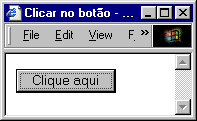 Clicar no botão - ...
File Edit View F »
Clique aqui